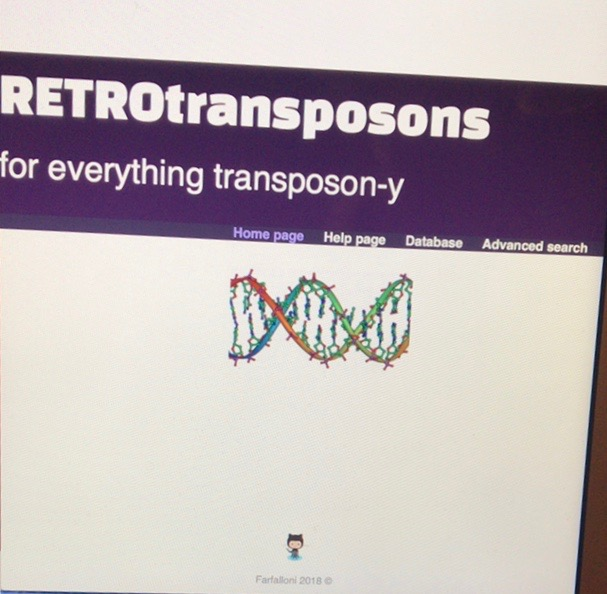 RETROtransposons
for everything transposon-y
Home page Help page Database Advanced search
Farfalloni 2018 ©